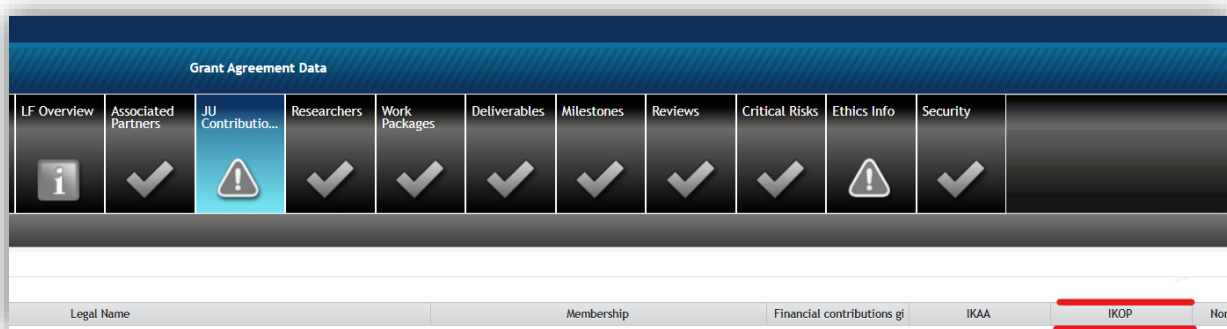 Grant Agreement Data
LF Overview
Associated
Partners
JU
Contributio...
Researchers
Work
Packages
Deliverables
Milestones
Reviews
Critical Risks
Ethics Info
Security
Legal Name Membership Financial contributions gi IKAA IKOP